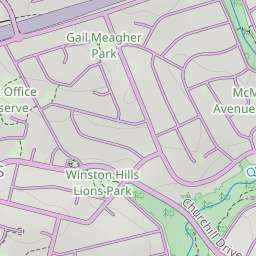 Gail Meagher
Park
McM
Avenue
Office
serve
Winston Hills
Lions Park
Churchill Drive